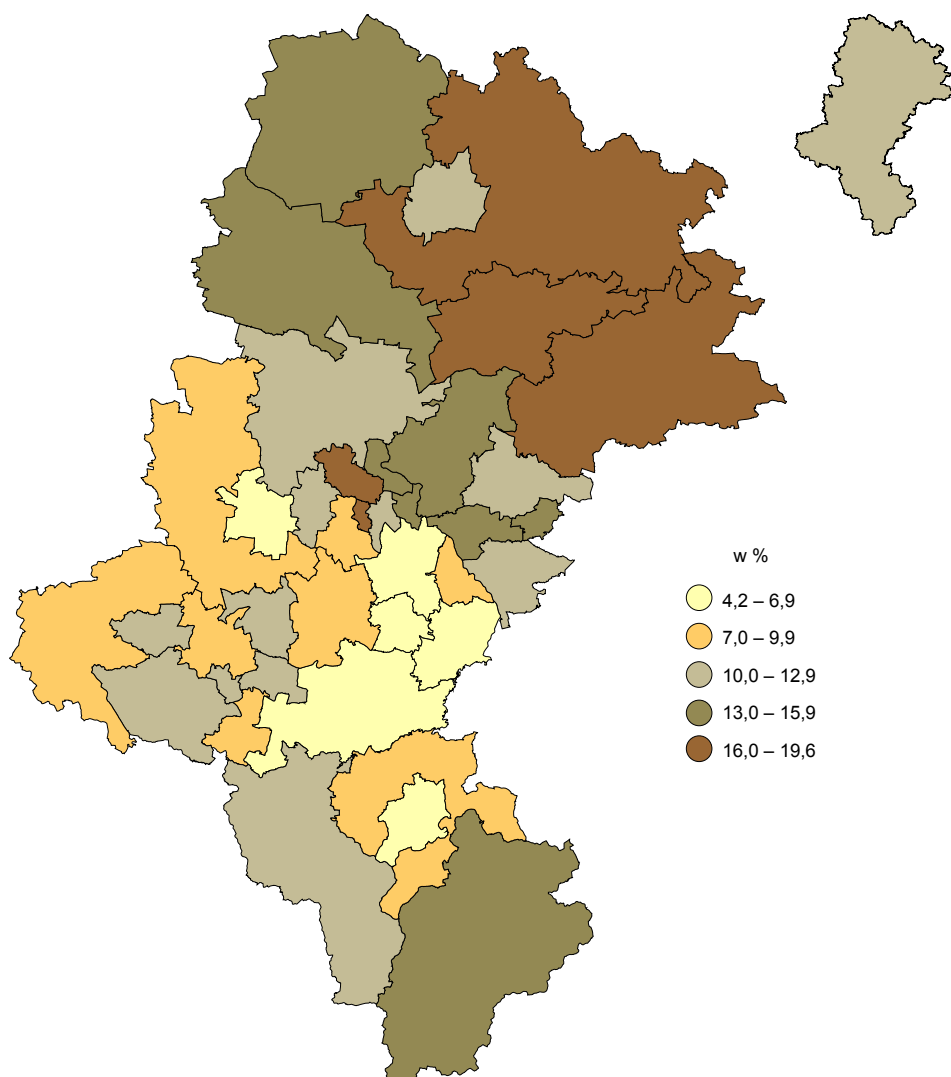 w %
4,2 – 6,9
7,0 – 9,9
10,0 – 12,9
13,0 – 15,9
16,0 – 19,6